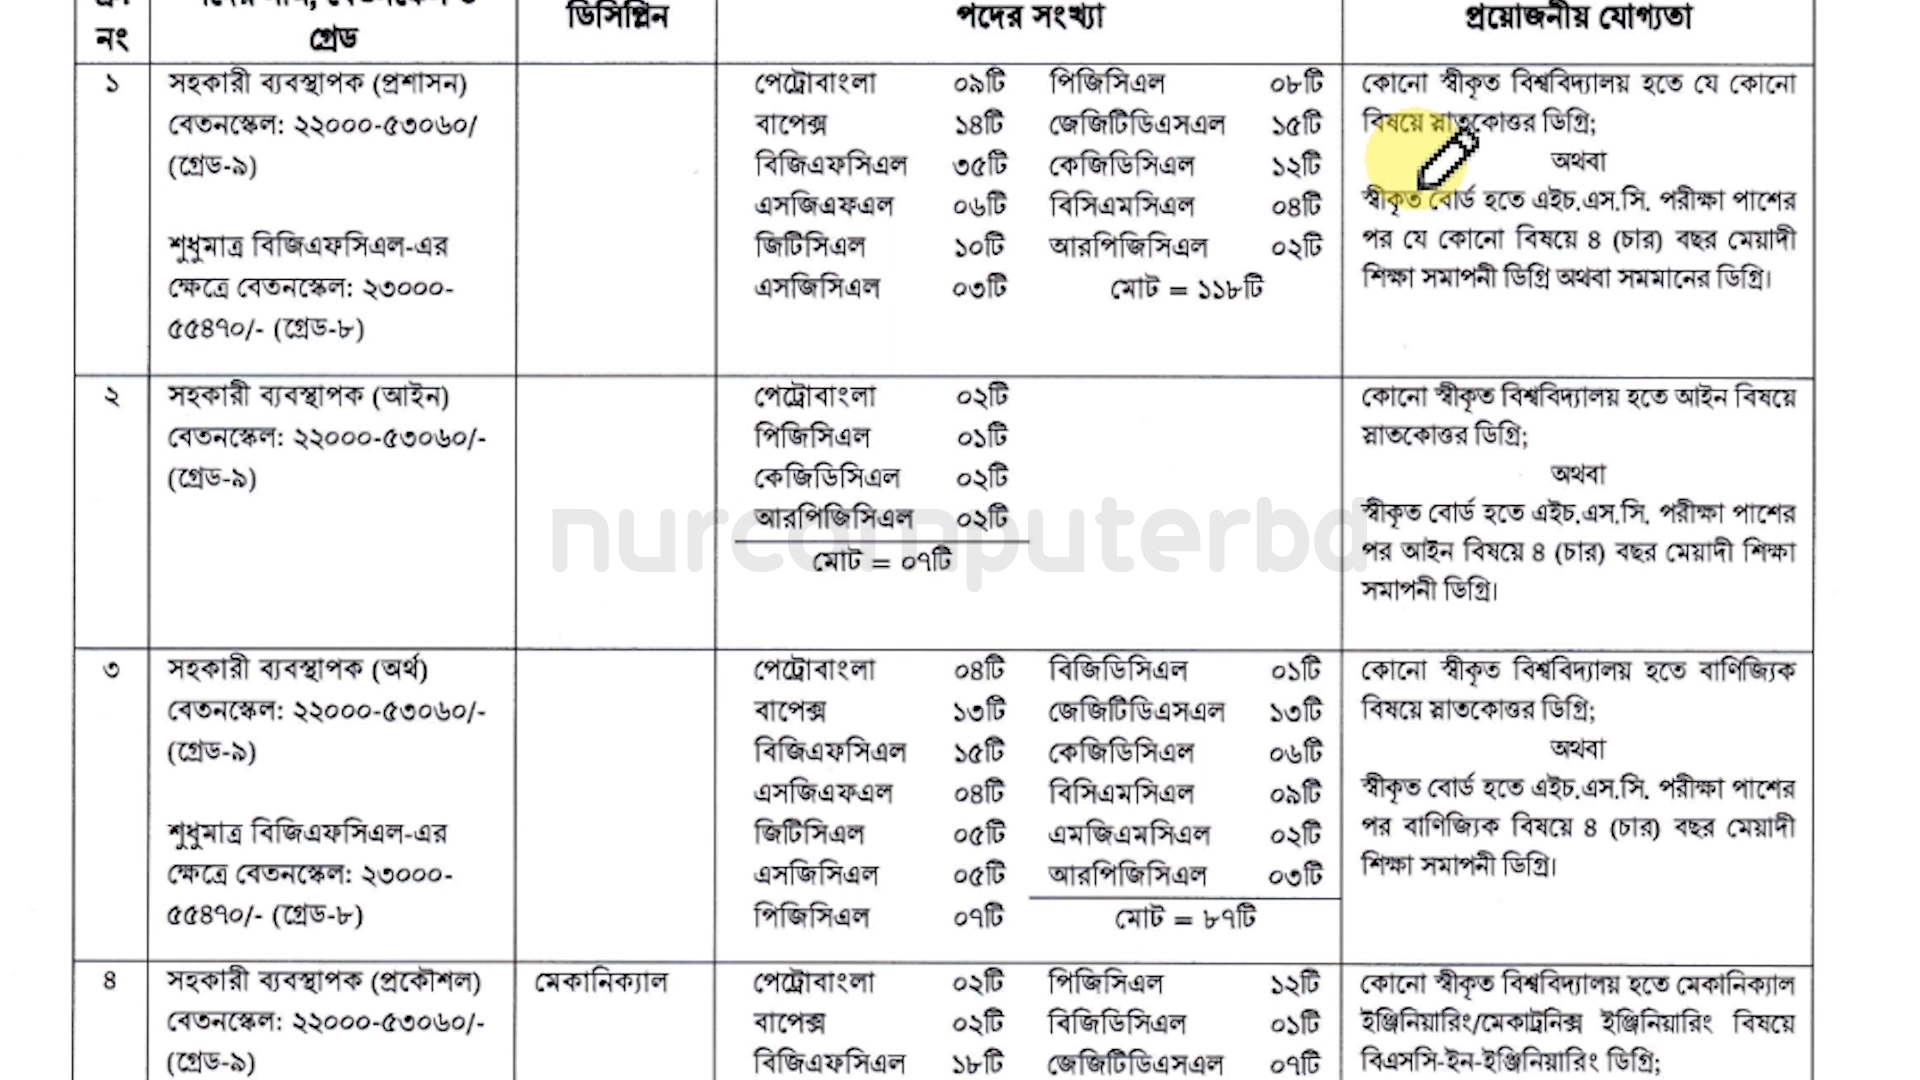 নং
গ্রেড
ডিসিপ্লিন
পদের সংখ্যা
প্রয়োজনীয় যোগ্যতা
১
সহকারী ব্যবস্থাপক (প্রশাসন)
বেতনস্কেল: ২২০০০-৫৩০৬০/
(গ্রেড-৯)
শুধুমাত্র বিজিএফসিএল-এর
ক্ষেত্রে বেতনস্কেল: ২৩০০০-
৫৫৪৭০/- (গ্রেড-৮)
পেট্রোবাংলা ০৯টি পিজিসিএল ০৮টি
বাপেক্স ১৪টি জেজিটিডিএসএল ১৫টি
বিজিএফসিএল ৩৫টি কেজিডিসিএল ১২টি
এসজিএফএল ০৬টি বিসিএমসিএল ০৪টি
জিটিসিএল ১০টি আরপিজিসিএল ০২টি
এসজিসিএল ০৩টি মোট = ১১৮টি
কোনো স্বীকৃত বিশ্ববিদ্যালয় হতে যে কোনো
বিষয়ে স্নাতকোত্তর ডিগ্রি;
অথবা
স্বীকৃত বোর্ড হতে এইচ.এস.সি. পরীক্ষা পাশের
পর যে কোনো বিষয়ে ৪ (চার) বছর মেয়াদী
শিক্ষা সমাপনী ডিগ্রি অথবা সমমানের ডিগ্রি।
২
সহকারী ব্যবস্থাপক (আইন)
বেতনস্কেল: ২২০০০-৫৩০৬০/-
(গ্রেড-৯)
পেট্রোবাংলা ০২টি
পিজিসিএল ০১টি
কেজিডিসিএল ০২টি
আরপিজিসিএল ০২টি
মোট = ০৭টি
কোনো স্বীকৃত বিশ্ববিদ্যালয় হতে আইন বিষয়ে
স্নাতকোত্তর ডিগ্রি;
অথবা
স্বীকৃত বোর্ড হতে এইচ.এস.সি. পরীক্ষা পাশের
পর আইন বিষয়ে ৪ (চার) বছর মেয়াদী শিক্ষা
সমাপনী ডিগ্রি।
nurcomputerbd
৩
সহকারী ব্যবস্থাপক (অর্থ)
বেতনস্কেল: ২২০০০-৫৩০৬০/-
(গ্রেড-৯)
শুধুমাত্র বিজিএফসিএল-এর
ক্ষেত্রে বেতনস্কেল: ২৩০০০-
৫৫৪৭০/- (গ্রেড-৮)
পেট্রোবাংলা ০৪টি বিজিডিসিএল ০১টি
বাপেক্স ১৩টি জেজিটিডিএসএল ১৩টি
বিজিএফসিএল ১৫টি কেজিডিসিএল ০৬টি
এসজিএফএল ০৪টি বিসিএমসিএল ০৯টি
জিটিসিএল ০৫টি এমজিএমসিএল ০২টি
এসজিসিএল ০৫টি আরপিজিসিএল ০৩টি
পিজিসিএল ০৭টি মোট = ৮৭টি
কোনো স্বীকৃত বিশ্ববিদ্যালয় হতে বাণিজ্যিক
বিষয়ে স্নাতকোত্তর ডিগ্রি;
অথবা
স্বীকৃত বোর্ড হতে এইচ.এস.সি. পরীক্ষা পাশের
পর বাণিজ্যিক বিষয়ে ৪ (চার) বছর মেয়াদী
শিক্ষা সমাপনী ডিগ্রি।
৪
সহকারী ব্যবস্থাপক (প্রকৌশল)
বেতনস্কেল: ২২০০০-৫৩০৬০/-
(গ্রেড-৯)
মেকানিক্যাল
পেট্রোবাংলা ০২টি পিজিসিএল ১২টি
বাপেক্স ০২টি বিজিডিসিএল ০১টি
বিজিএফসিএল ১৮টি জেজিটিডিএসএল ০৭টি
কোনো স্বীকৃত বিশ্ববিদ্যালয় হতে মেকানিক্যাল
ইঞ্জিনিয়ারিং/মেকাট্রনিক্স ইঞ্জিনিয়ারিং বিষয়ে
বিএসসি-ইন-ইঞ্জিনিয়ারিং ডিগ্রি;